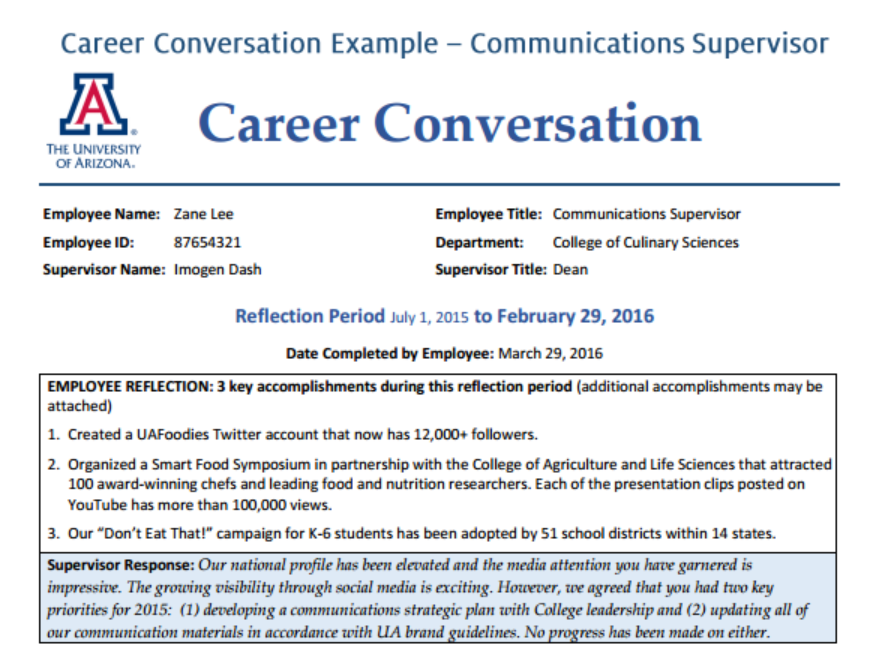 Career Conversation Example – Communications Supervisor
A
THE UNIVERSITY
OF ARIZONA®
Career Conversation
Employee Name: Zane Lee
Employee Title: Communications Supervisor
Employee ID: 87654321
Department: College of Culinary Sciences
Supervisor Name: Imogen Dash
Supervisor Title: Dean
Reflection Period July 1, 2015 to February 29, 2016
Date Completed by Employee: March 29, 2016
EMPLOYEE REFLECTION: 3 key accomplishments during this reflection period (additional accomplishments may be
attached)
1. Created a UAFoodies Twitter account that now has 12,000+ followers.
2. Organized a Smart Food Symposium in partnership with the College of Agriculture and Life Sciences that attracted
100 award-winning chefs and leading food and nutrition researchers. Each of the presentation clips posted on
YouTube has more than 100,000 views.
3. Our “Don’t Eat That!” campaign for K-6 students has been adopted by 51 school districts within 14 states.
Supervisor Response: Our national profile has been elevated and the media attention you have garnered is
impressive. The growing visibility through social media is exciting. However, we agreed that you had two key
priorities for 2015: (1) developing a communications strategic plan with College leadership and (2) updating all of
our communication materials in accordance with UA brand guidelines. No progress has been made on either.